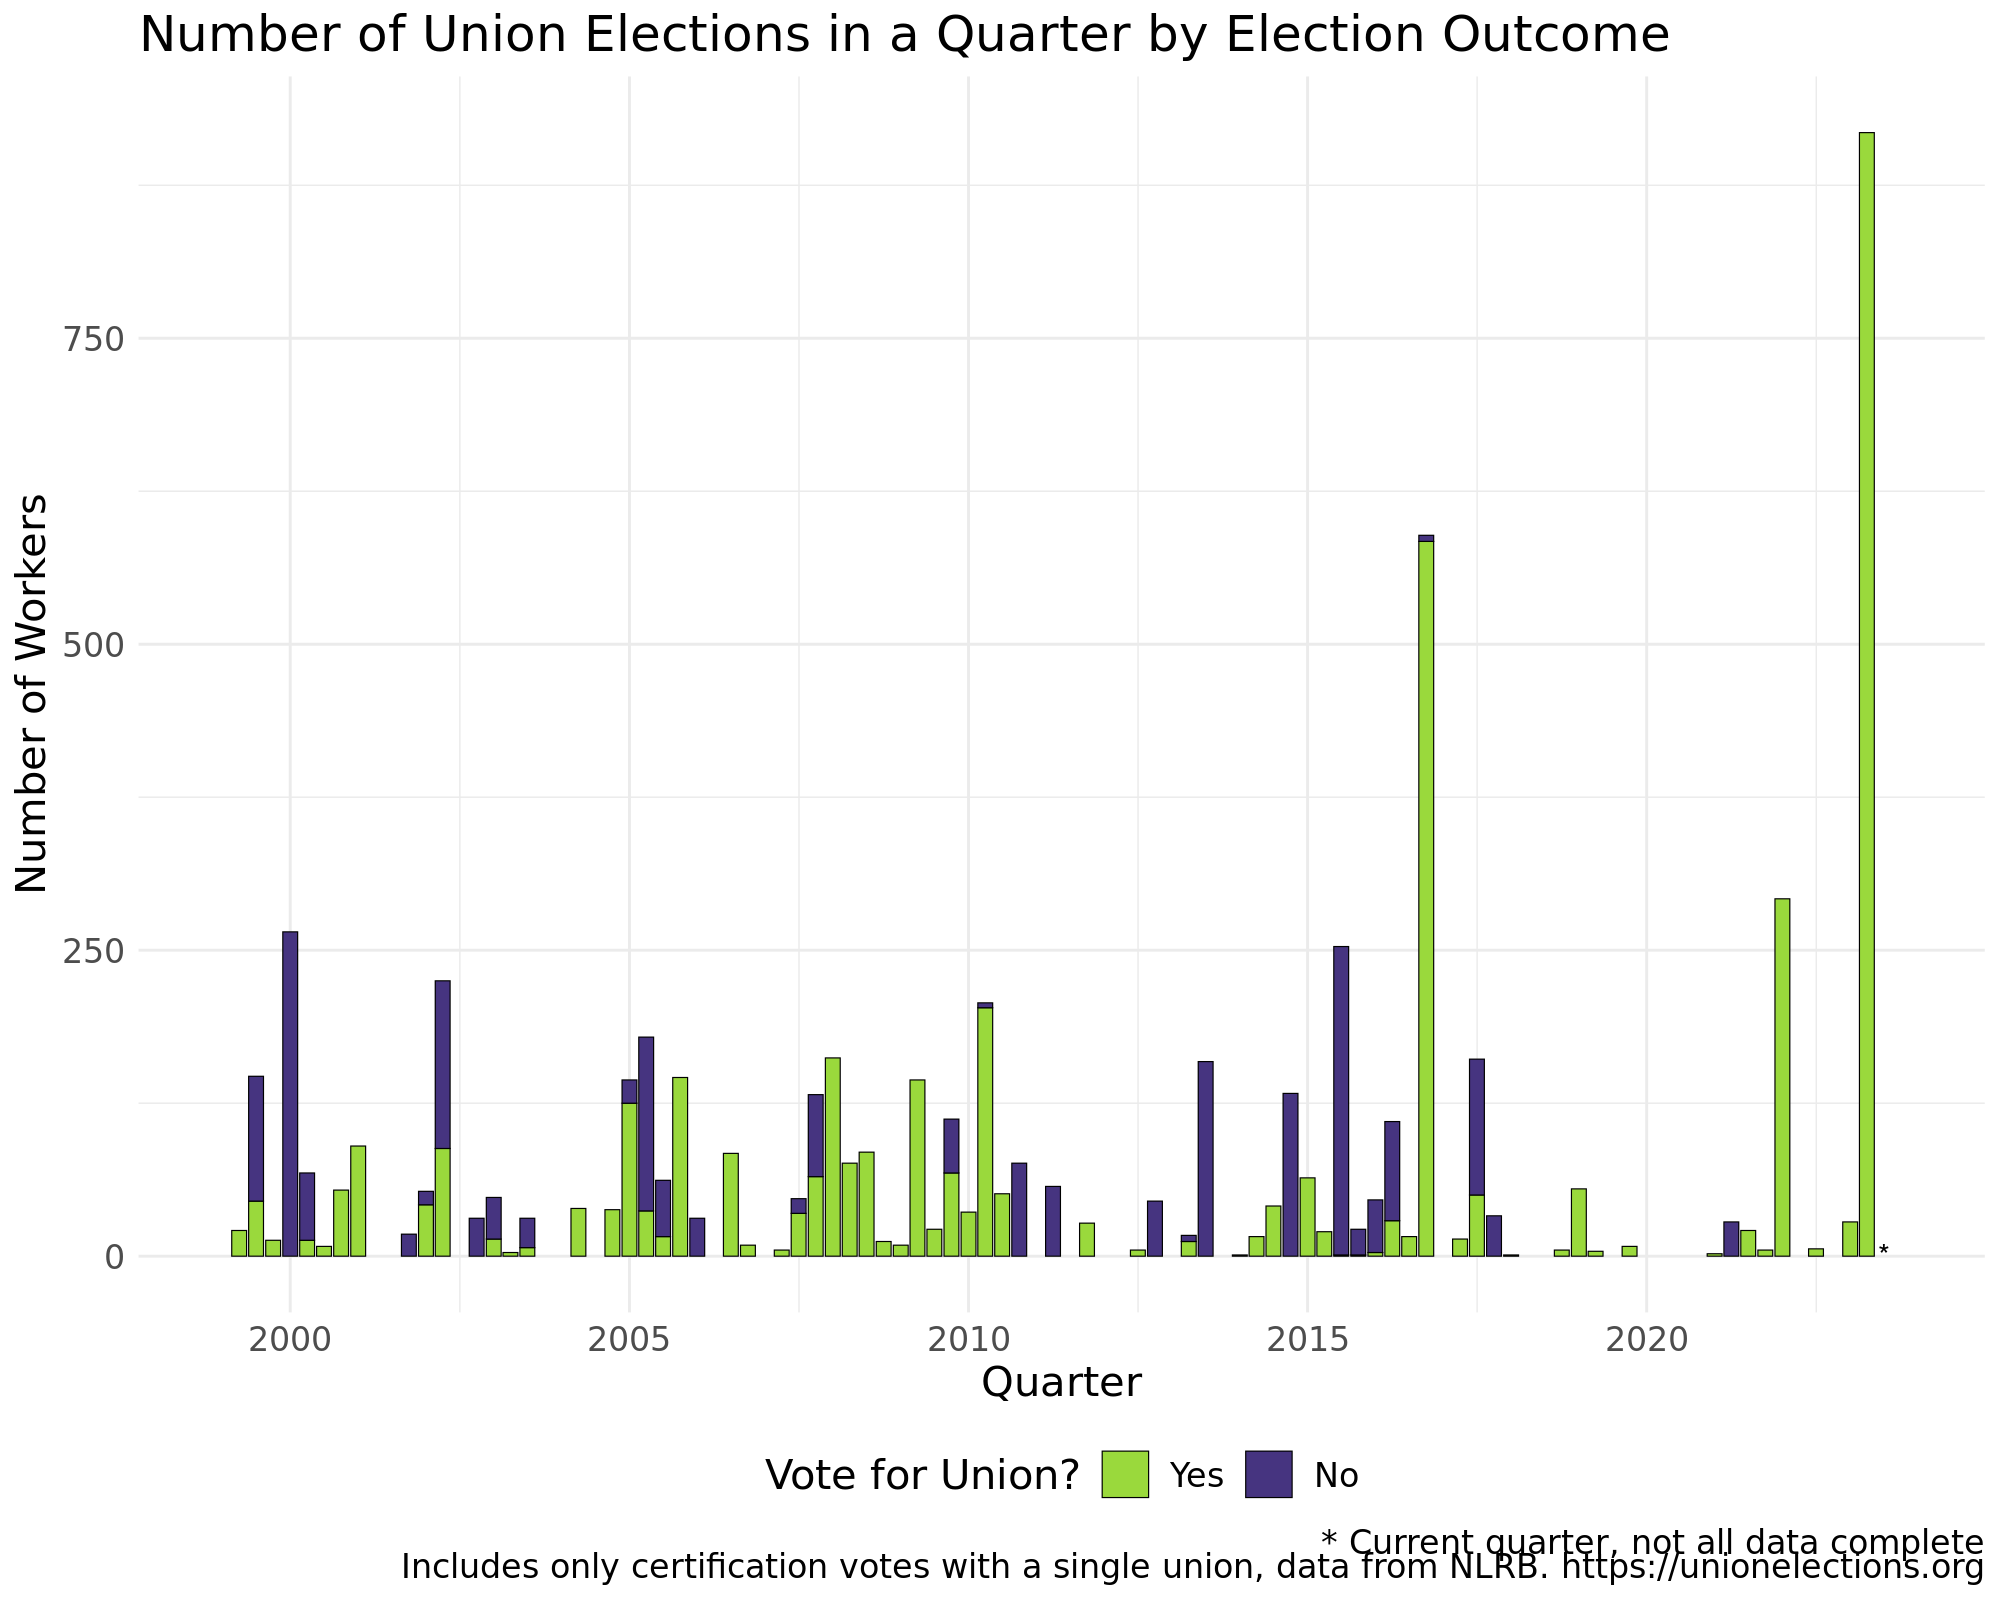 Number of Union Elections in a Quarter by Election Outcome
Number of Workers
750
500
250
0
*
2000 2005 2010 2015 2020
Quarter
Vote for Union? Yes No
* Current quarter, not all data complete
Includes only certification votes with a single union, data from NLRB. https://unionelections.org